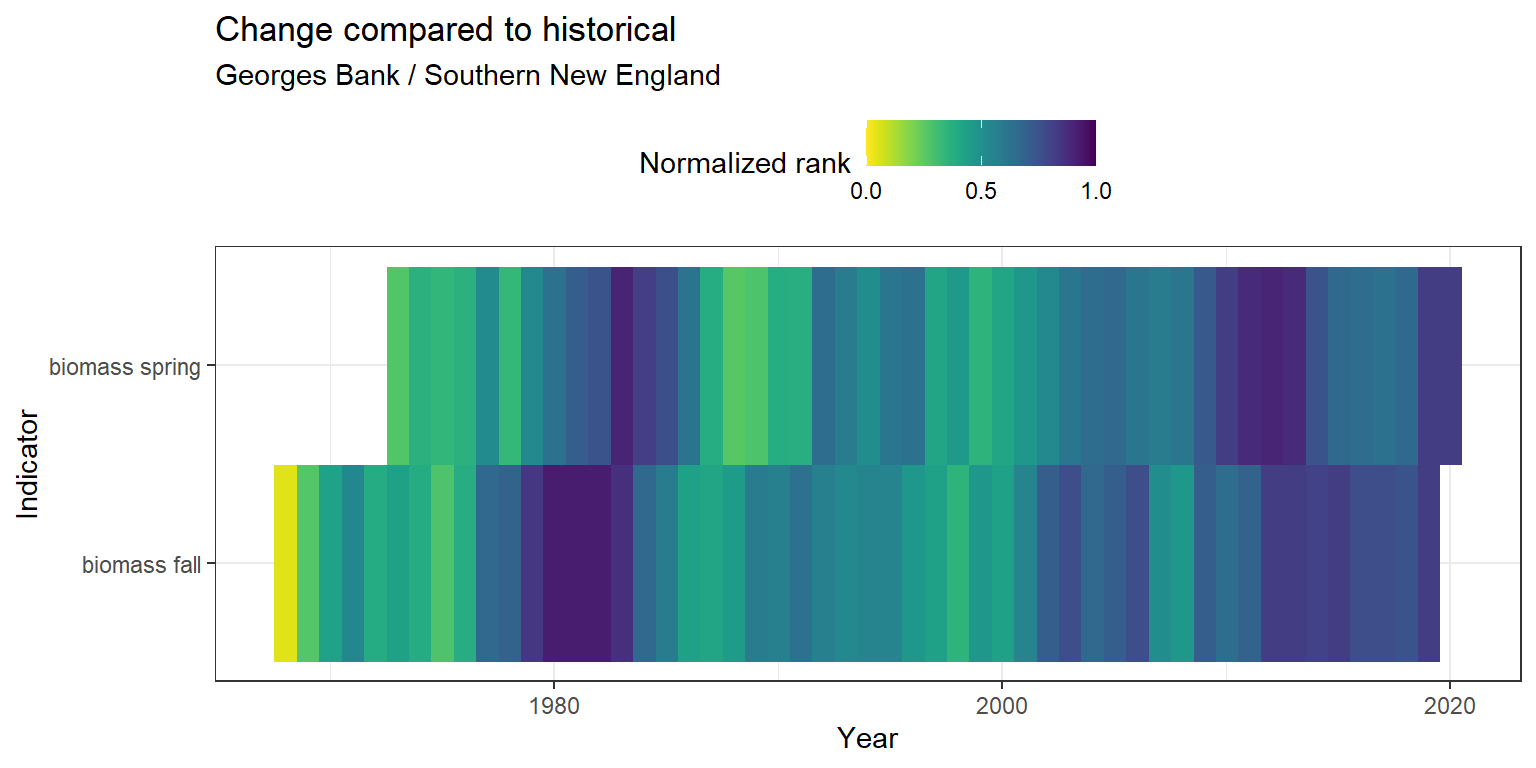 Change compared to historical
Georges Bank / Southern New England
Normalized rank
0.0 0.5 1.0
Indicator
biomass spring
biomass fall
1980 2000 2020
Year